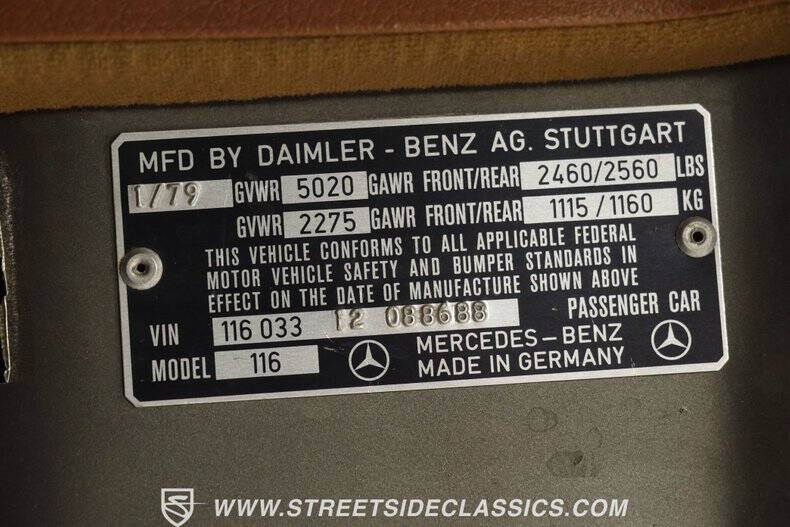 MFD BY DAIMLER - BENZ AG. STUTTGART
1/79 GVWR 5020 GAWR FRONT/REAR 2460/2560 LBS
GVWR 2275 GAWR FRONT/REAR 1115/1160 KG
THIS VEHICLE CONFORMS TO ALL APPLICABLE FEDERAL
MOTOR VEHICLE SAFETY AND BUMPER STANDARDS IN
EFFECT ON THE DATE OF MANUFACTURE SHOWN ABOVE
VIN 116 033 12 088688 PASSENGER CAR
MODEL 116 MERCEDES-BENZ
MADE IN GERMANY
WWW.STREETSIDECLASSICS.COM